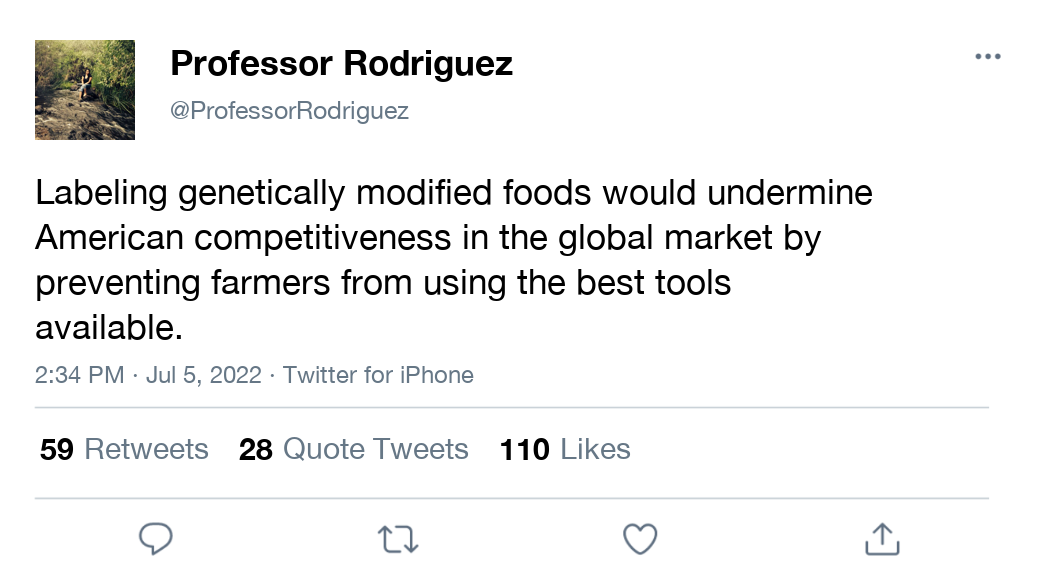 Professor Rodriguez
@ProfessorRodriguez
Labeling genetically modified foods would undermine
American competitiveness in the global market by
preventing farmers from using the best tools
available.
2:34 PM · Jul 5, 2022 · Twitter for iPhone
59 Retweets 28 Quote Tweets 110 Likes